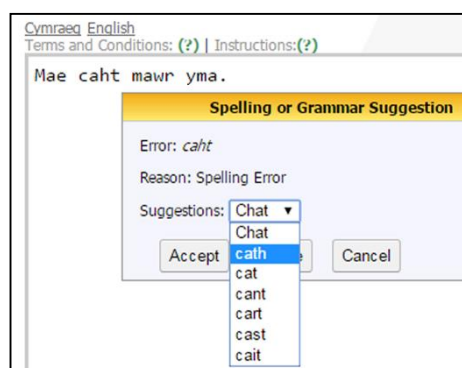 Cymraeg English
Terms and Conditions: (?) | Instructions:(?)
Mae caht mawr yma.
Spelling or Grammar Suggestion
Error: caht
Reason: Spelling Error
Suggestions: Chat
Chat
cath
cat
cant
cart
cast
cait
Accept
Cancel